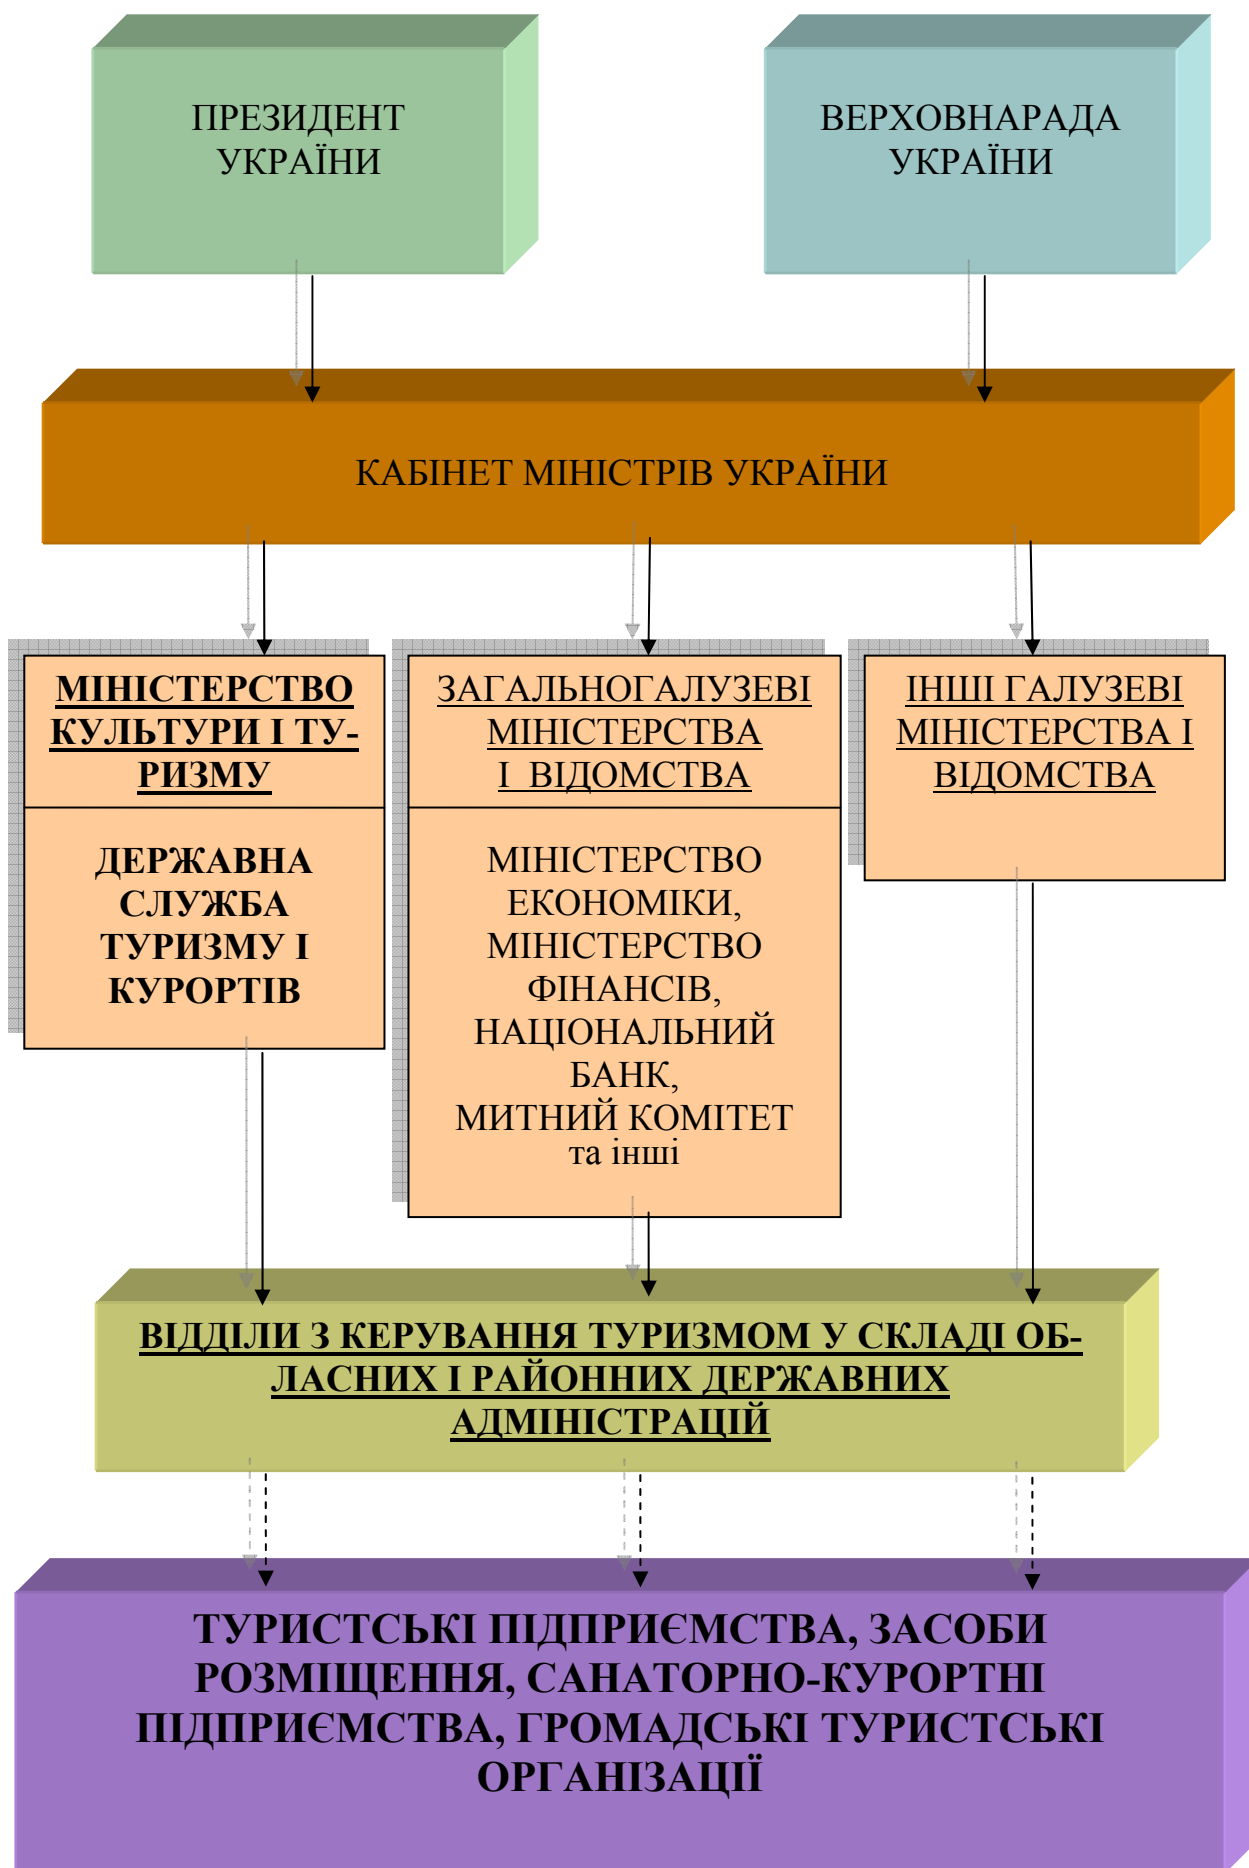 ПРЕЗИДЕНТ
УКРАЇНИ
ВЕРХОВНАРАДА
УКРАЇНИ
КАБІНЕТ МІНІСТРІВ УКРАЇНИ
МІНІСТЕРСТВО
КУЛЬТУРИ І ТУ-
РИЗМУ
ДЕРЖАВНА
СЛУЖБА
ТУРИЗМУ І
КУРОРТІВ
ЗАГАЛЬНОГАЛУЗЕВІ
МІНІСТЕРСТВА
І ВІДОМСТВА
МІНІСТЕРСТВО
ЕКОНОМІКИ,
МІНІСТЕРСТВО
ФІНАНСІВ,
НАЦІОНАЛЬНИЙ
БАНК,
МИТНИЙ КОМІТЕТ
та інші
ІНШІ ГАЛУЗЕВІ
МІНІСТЕРСТВА І
ВІДОМСТВА
ВІДДІЛИ З КЕРУВАННЯ ТУРИЗМОМ У СКЛАДІ ОБ-
ЛАСНИХ І РАЙОННИХ ДЕРЖАВНИХ
АДМІНІСТРАЦІЙ
ТУРИСТСЬКІ ПІДПРИЄМСТВА, ЗАСОБИ
РОЗМІЩЕННЯ, САНАТОРНО-КУРОРТНІ
ПІДПРИЄМСТВА, ГРОМАДСЬКІ ТУРИСТСЬКІ
ОРГАНІЗАЦІЇ